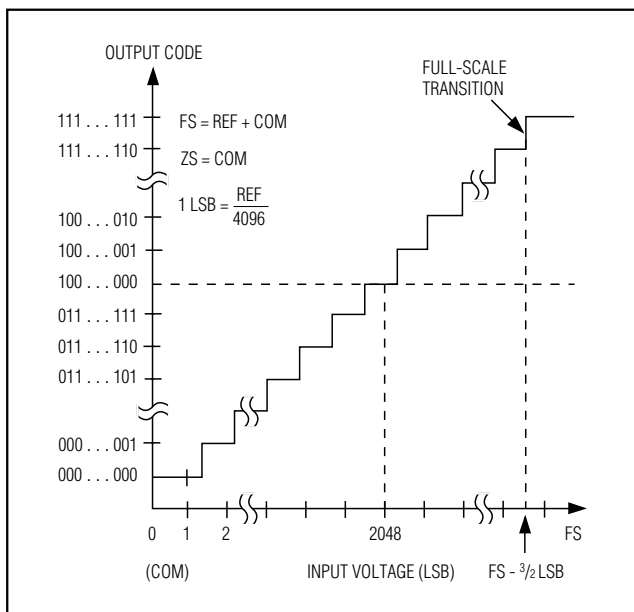 OUTPUT CODE
FULL-SCALE
TRANSITION
111 . . . 111
FS = REF + COM
111 . . . 110
ZS = COM
1 LSB = REF
4096
100 . . . 010
100 . . . 001
100 . . . 000
011 . . . 111
011 . . . 110
011 . . . 101
000 . . . 001
000 . . . 000
0 1 2 2048 FS
(COM) INPUT VOLTAGE (LSB) FS - 3/2 LSB